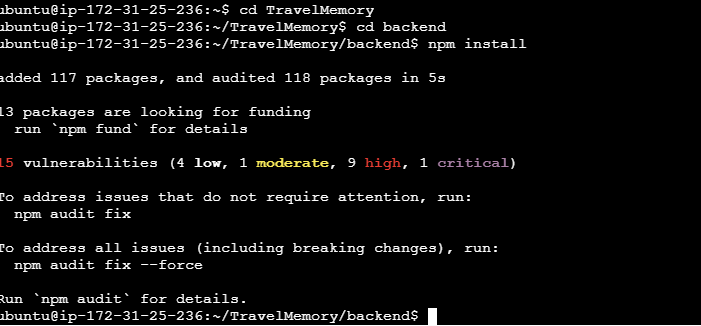 ubuntu@ip-172-31-25-236:~$ cd TravelMemory
ubuntu@ip-172-31-25-236:~/TravelMemory$ cd backend
ubuntu@ip-172-31-25-236:~/TravelMemory/backend$ npm install
added 117 packages, and audited 118 packages in 5s
13 packages are looking for funding
  run `npm fund` for details
15 vulnerabilities (4 low, 1 moderate, 9 high, 1 critical)
To address issues that do not require attention, run:
  npm audit fix
To address all issues (including breaking changes), run:
  npm audit fix --force
Run `npm audit` for details.
ubuntu@ip-172-31-25-236:~/TravelMemory/backend$